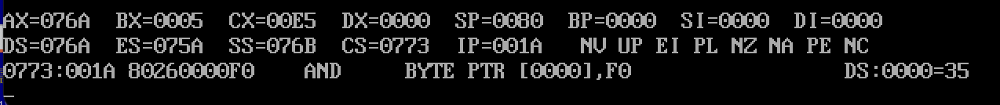 AX=076A  BX=0005  CX=00E5  DX=0000  SP=0080  BP=0000  SI=0000  DI=0000
DS=076A  ES=075A  SS=076B  CS=0773  IP=001A   NV UP EI PL NZ NA PE NC
0773:001A 80260000F0    AND     BYTE PTR [0000],F0                 DS:0000=35